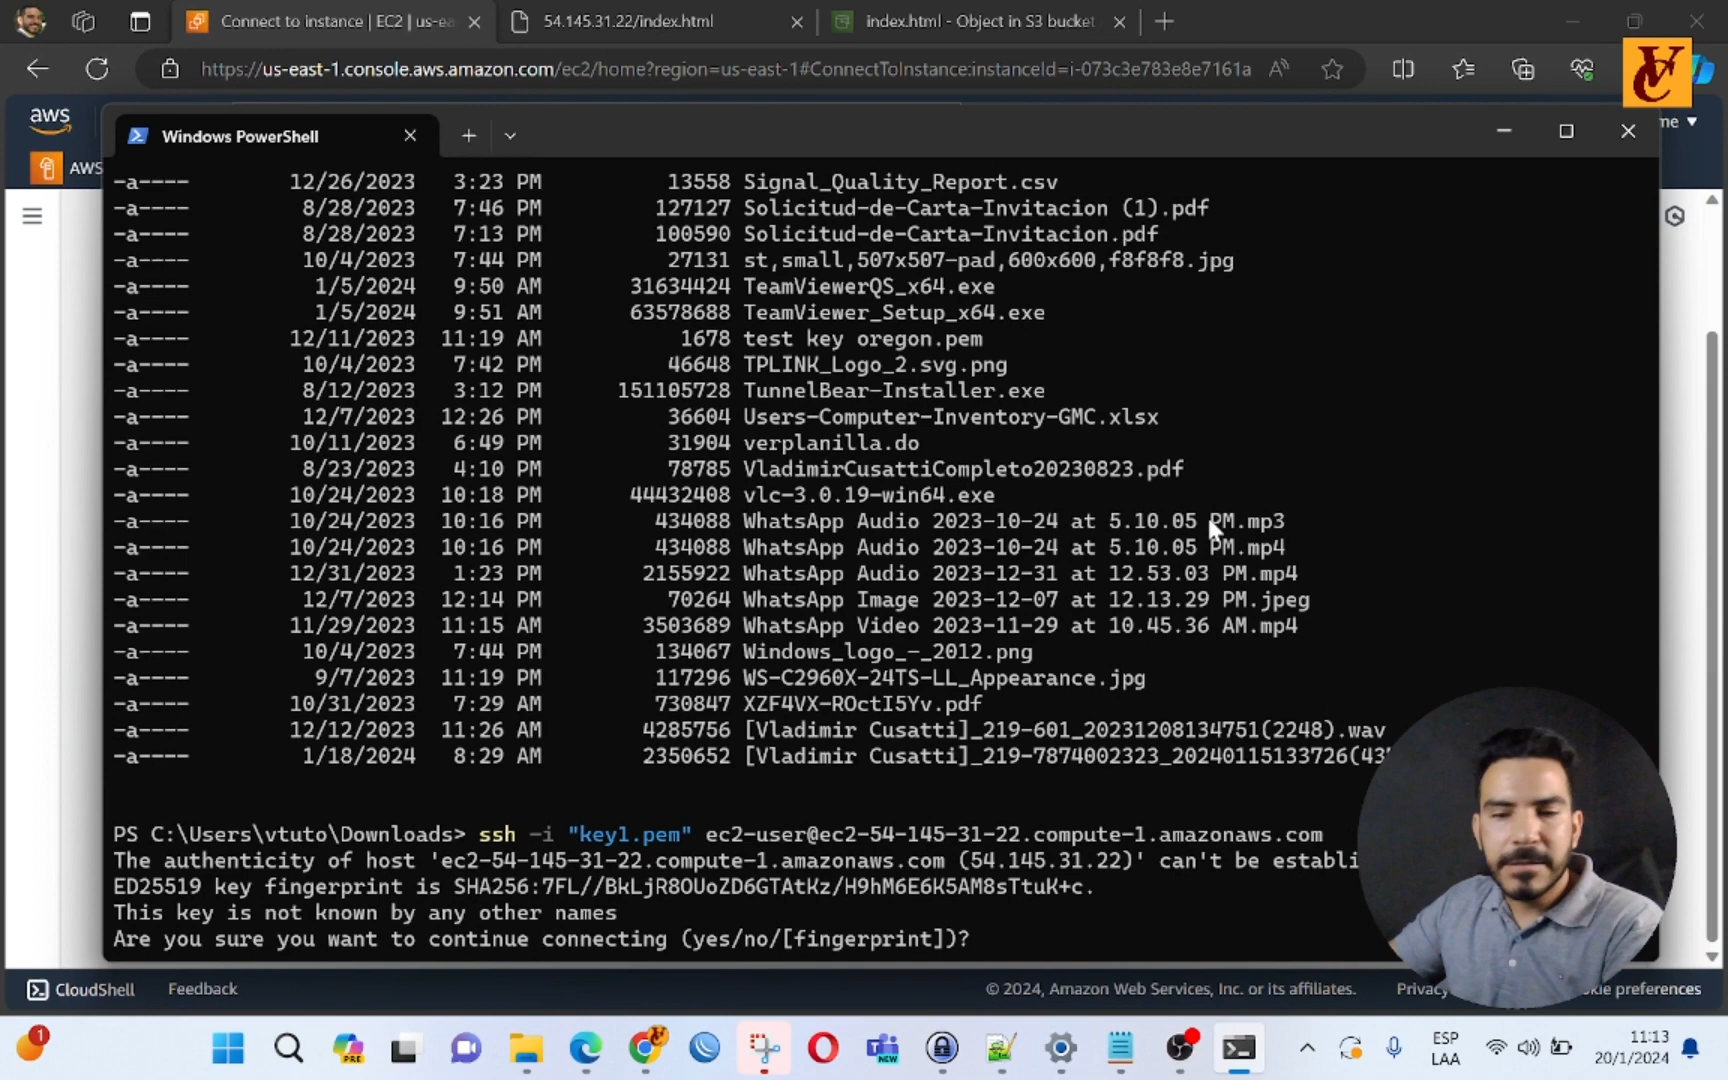 Connect to instance | EC2 | us-ea
54.145.31.22/index.html
index.html - Object in S3 bucket
https://us-east-1.console.aws.amazon.com/ec2/home?region=us-east-1#ConnectToInstance:instanceId=i-073c3e783e8e7161a
aws
me
Windows PowerShell
AWS
-a---- 12/26/2023 3:23 PM 13558 Signal_Quality_Report.csv
-a---- 8/28/2023 7:46 PM 127127 Solicitud-de-Carta-Invitacion (1).pdf
-a---- 8/28/2023 7:13 PM 100590 Solicitud-de-Carta-Invitacion.pdf
-a---- 10/4/2023 7:44 PM 27131 st,small,507x507-pad,600x600,f8f8f8.jpg
-a---- 1/5/2024 9:50 AM 31634424 TeamViewerQS_x64.exe
-a---- 1/5/2024 9:51 AM 63578688 TeamViewer_Setup_x64.exe
-a---- 12/11/2023 11:19 AM 1678 test key oregon.pem
-a---- 10/4/2023 7:42 PM 46648 TPLINK_Logo_2.svg.png
-a---- 8/12/2023 3:12 PM 151105728 TunnelBear-Installer.exe
-a---- 12/7/2023 12:26 PM 36604 Users-Computer-Inventory-GMC.xlsx
-a---- 10/11/2023 6:49 PM 31904 verplanilla.do
-a---- 8/23/2023 4:10 PM 78785 VladimirCusattiCompleto20230823.pdf
-a---- 10/24/2023 10:18 PM 44432408 vlc-3.0.19-win64.exe
-a---- 10/24/2023 10:16 PM 434088 WhatsApp Audio 2023-10-24 at 5.10.05 PM.mp3
-a---- 10/24/2023 10:16 PM 434088 WhatsApp Audio 2023-10-24 at 5.10.05 PM.mp4
-a---- 12/31/2023 1:23 PM 2155922 WhatsApp Audio 2023-12-31 at 12.53.03 PM.mp4
-a---- 12/7/2023 12:14 PM 70264 WhatsApp Image 2023-12-07 at 12.13.29 PM.jpeg
-a---- 11/29/2023 11:15 AM 3503689 WhatsApp Video 2023-11-29 at 10.45.36 AM.mp4
-a---- 10/4/2023 7:44 PM 134067 Windows_logo_-_2012.png
-a---- 9/7/2023 11:19 PM 117296 WS-C2960X-24TS-LL_Appearance.jpg
-a---- 10/31/2023 7:29 AM 730847 XZF4VX-ROctI5Yv.pdf
-a---- 12/12/2023 11:26 AM 4285756 [Vladimir Cusatti]_219-601_20231208134751(2248).wav
-a---- 1/18/2024 8:29 AM 2350652 [Vladimir Cusatti]_219-7874002323_20240115133726(43
PS C:\Users\vtuto\Downloads> ssh -i "key1.pem" ec2-user@ec2-54-145-31-22.compute-1.amazonaws.com
The authenticity of host 'ec2-54-145-31-22.compute-1.amazonaws.com (54.145.31.22)' can't be establi
ED25519 key fingerprint is SHA256:7FL//BkLjR8OUoZD6GTAtKz/H9hM6E6K5AM8sTtuK+c.
This key is not known by any other names
Are you sure you want to continue connecting (yes/no/[fingerprint])?
CloudShell Feedback © 2024, Amazon Web Services, Inc. or its affiliates. Privacy kie preferences
1 PRE NEW ESP 11:13
LAA 20/1/2024